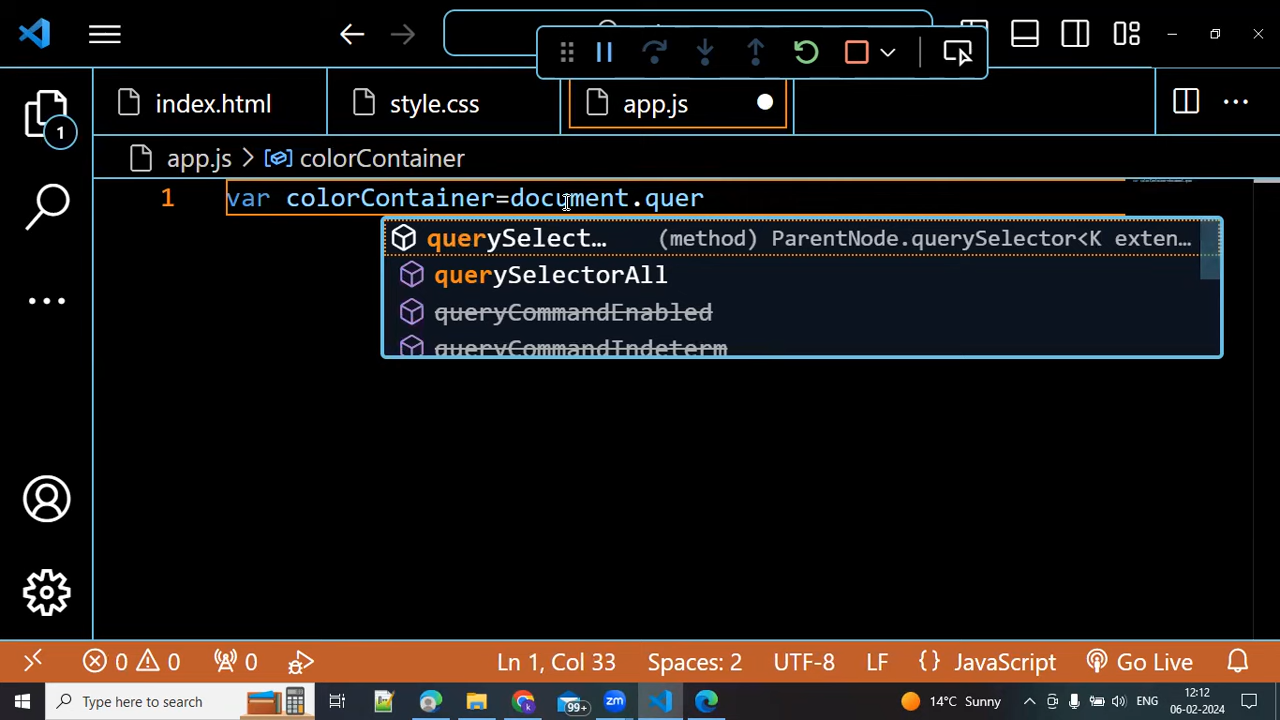 index.html
style.css
app.js
1
app.js > colorContainer
1 var colorContainer=document.quer
querySelect... (method) ParentNode.querySelector<K exten...
querySelectorAll
queryCommandEnabled
queryCommandIndeterm
0 0 0 Ln 1, Col 33 Spaces: 2 UTF-8 LF {} JavaScript Go Live
Type here to search 99+ 14°C Sunny ENG 12:12
06-02-2024